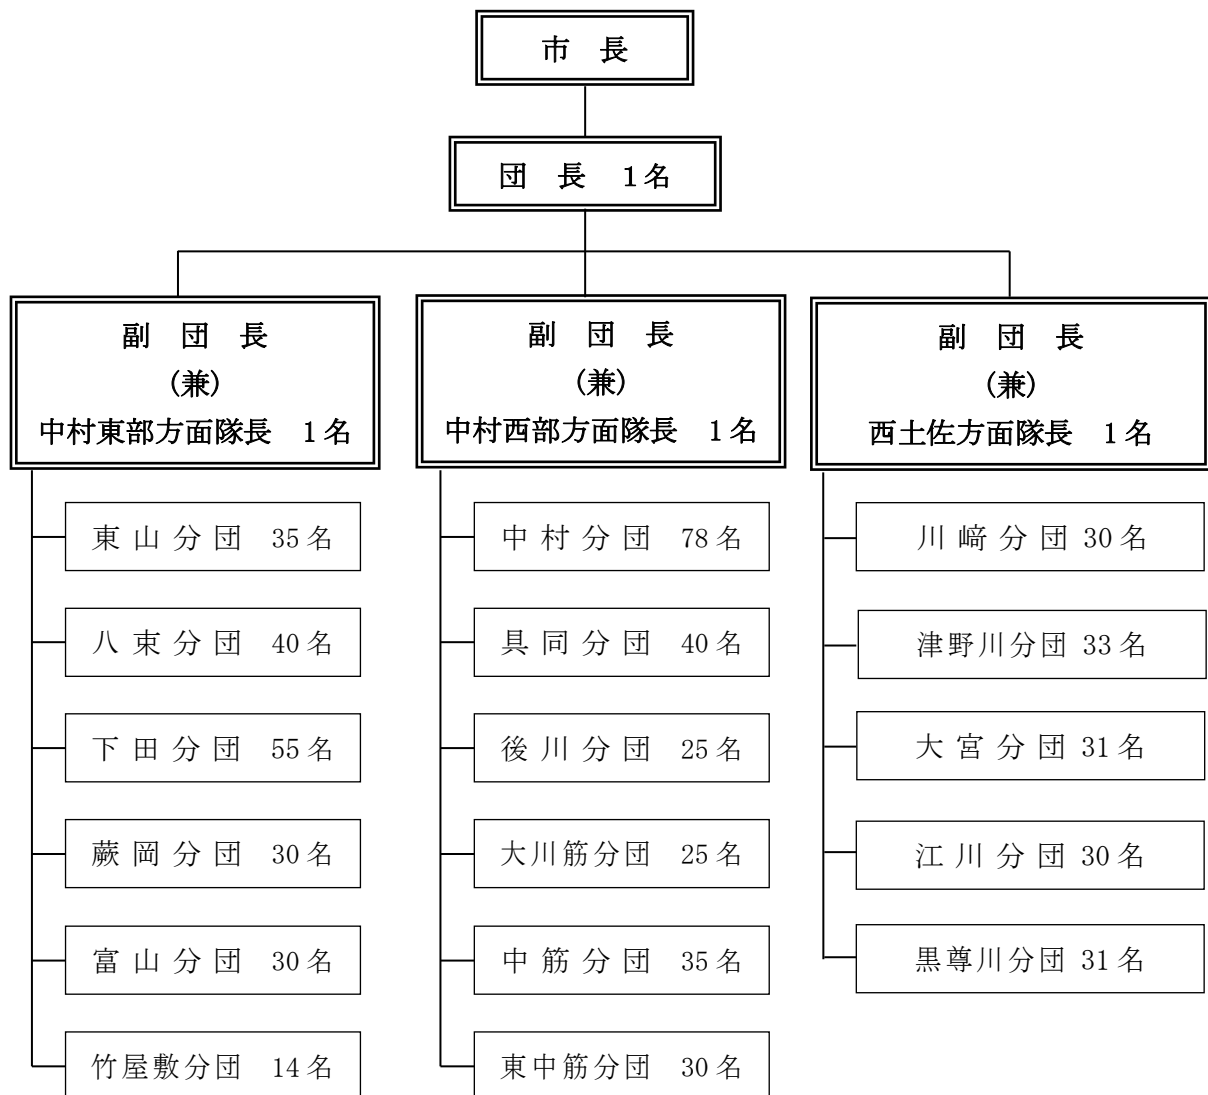 市 長
団 長 1名
副 団 長
(兼)
中村東部方面隊長 1名
東山分団 35名
八束分団 40名
下田分団 55名
蕨岡分団 30名
富山分団 30名
竹屋敷分団 14名
副 団 長
(兼)
中村西部方面隊長 1名
中村分団 78名
具同分団 40名
後川分団 25名
大川筋分団 25名
中筋分団 35名
東中筋分団 30名
副 団 長
(兼)
西土佐方面隊長 1名
川﨑分団 30名
津野川分団 33名
大宮分団 31名
江川分団 30名
黒尊川分団 31名